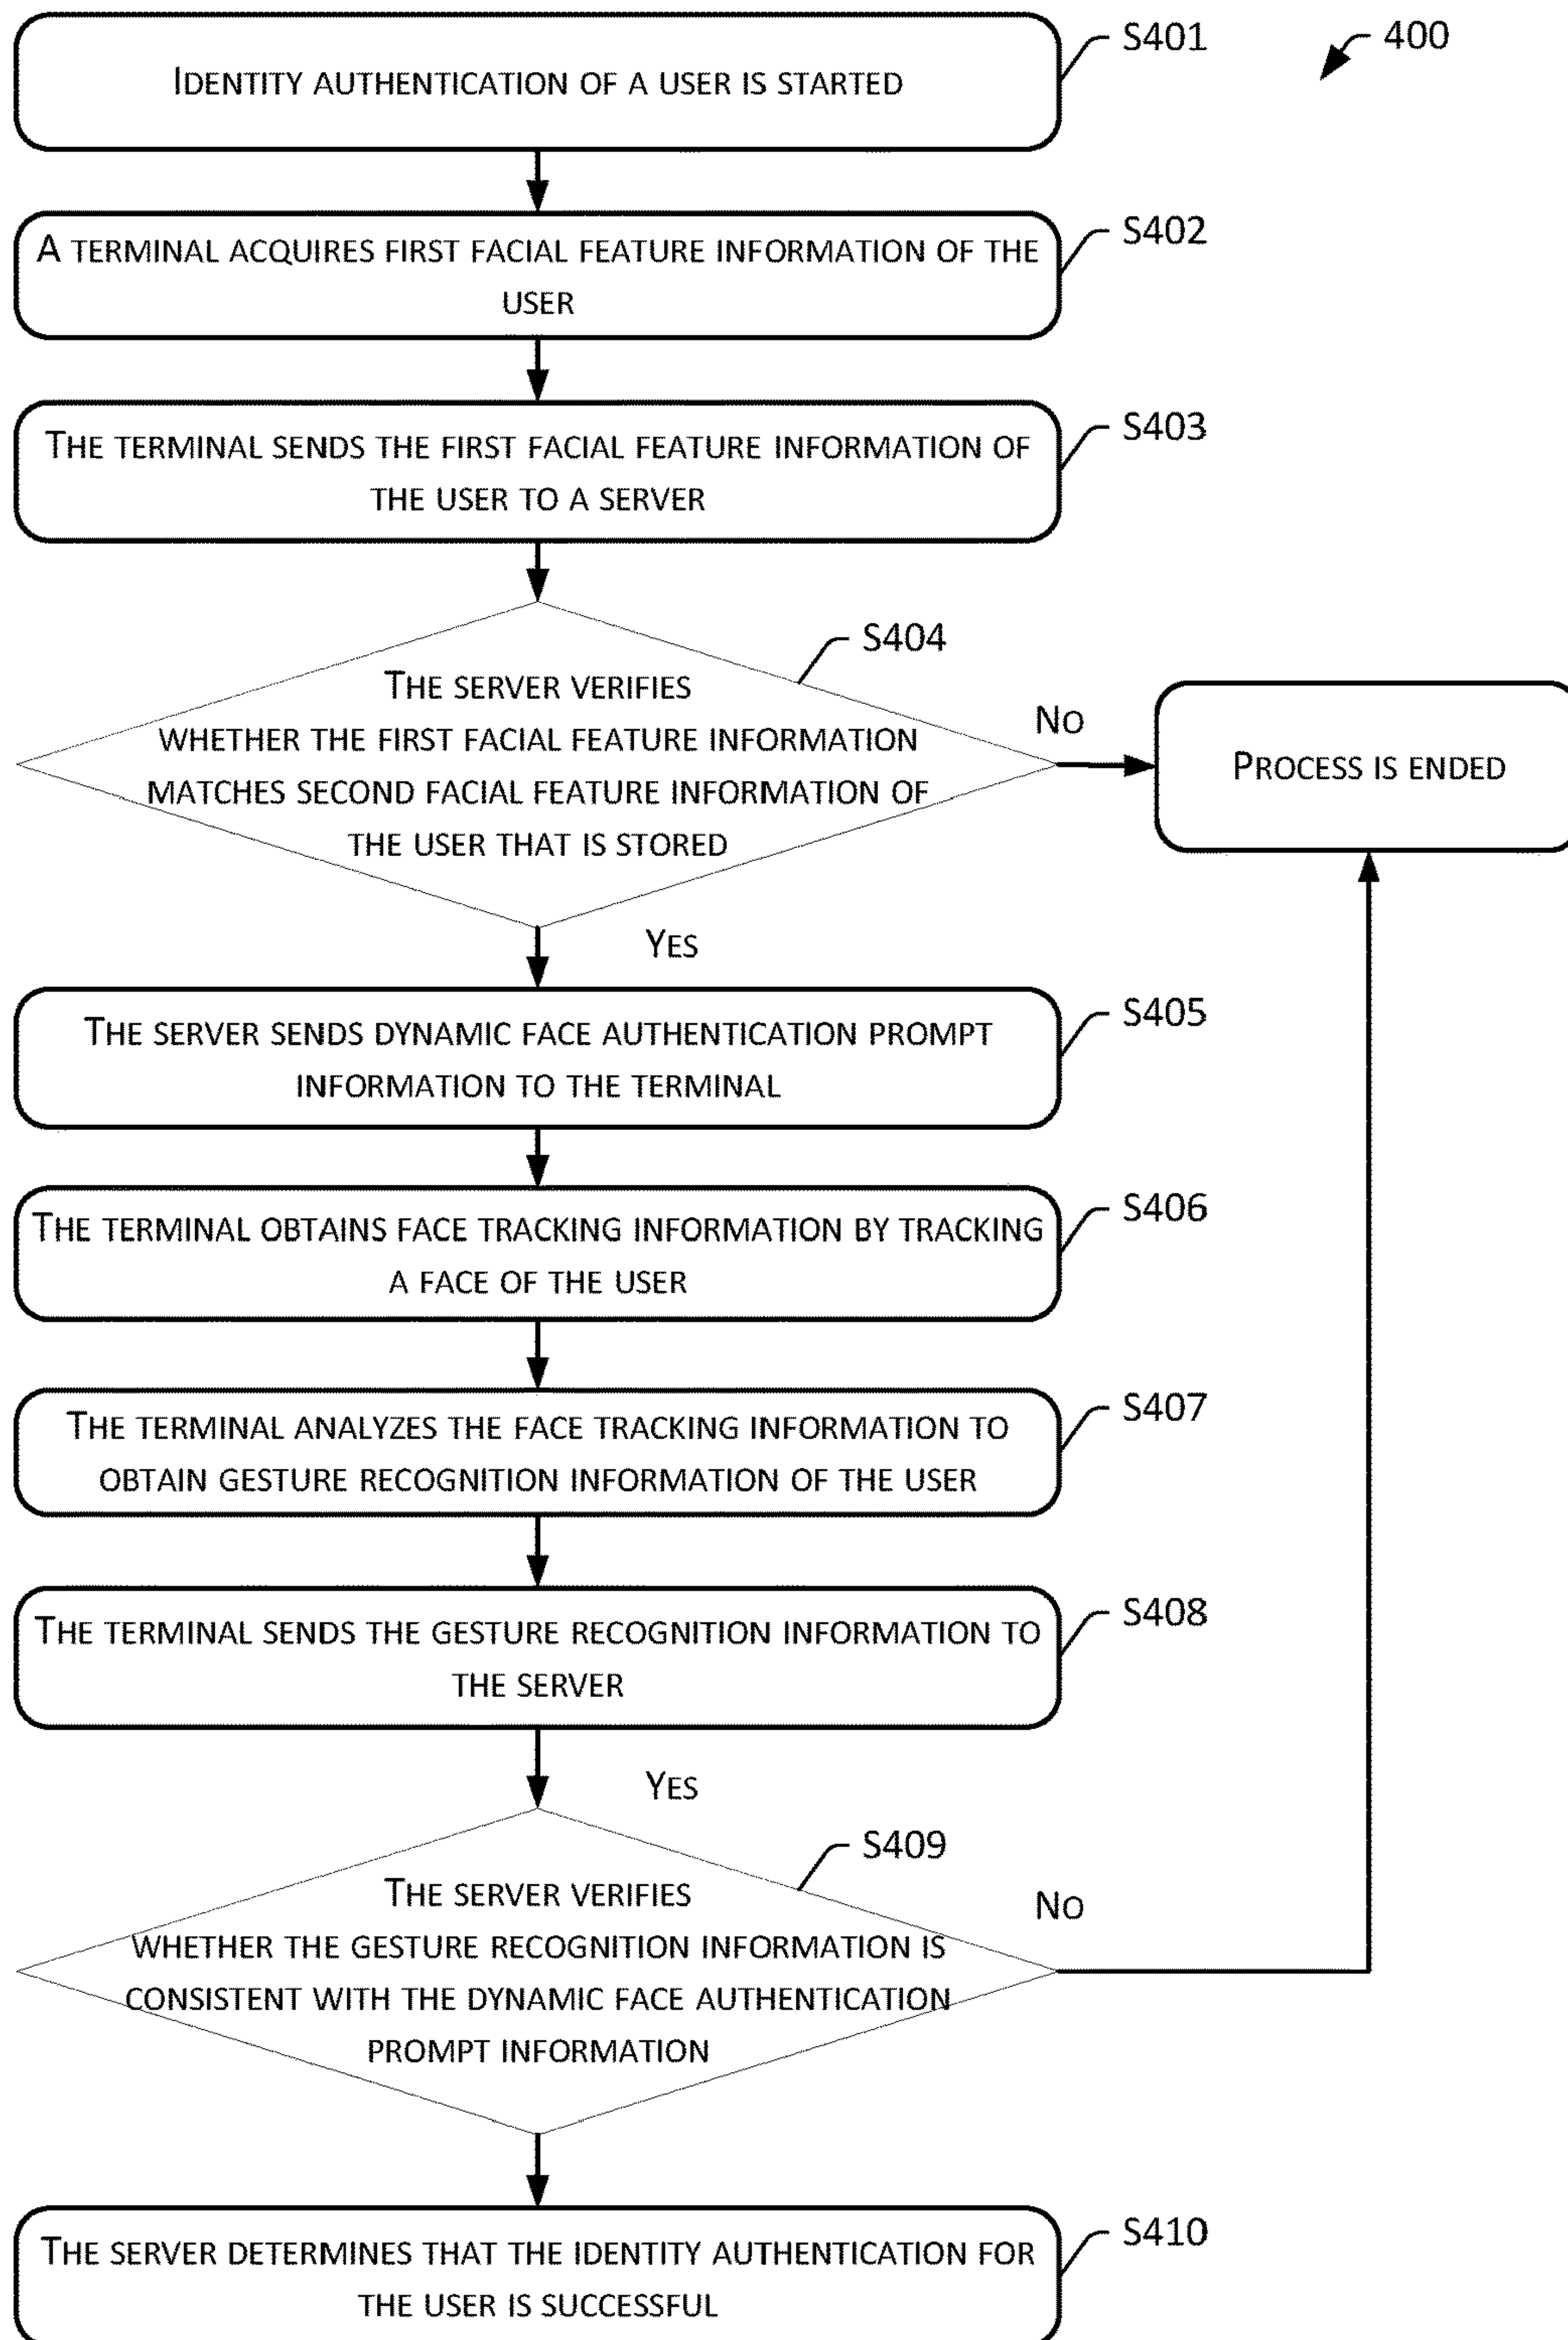 IDENTITY AUTHENTICATION OF A USER IS STARTED
S401
400
A TERMINAL ACQUIRES FIRST FACIAL FEATURE INFORMATION OF THE
USER
S402
THE TERMINAL SENDS THE FIRST FACIAL FEATURE INFORMATION OF
THE USER TO A SERVER
S403
S404
THE SERVER VERIFIES
WHETHER THE FIRST FACIAL FEATURE INFORMATION
MATCHES SECOND FACIAL FEATURE INFORMATION OF
THE USER THAT IS STORED
NO
PROCESS IS ENDED
YES
THE SERVER SENDS DYNAMIC FACE AUTHENTICATION PROMPT
INFORMATION TO THE TERMINAL
S405
THE TERMINAL OBTAINS FACE TRACKING INFORMATION BY TRACKING
A FACE OF THE USER
S406
THE TERMINAL ANALYZES THE FACE TRACKING INFORMATION TO
OBTAIN GESTURE RECOGNITION INFORMATION OF THE USER
S407
THE TERMINAL SENDS THE GESTURE RECOGNITION INFORMATION TO
THE SERVER
S408
YES
S409
THE SERVER VERIFIES
WHETHER THE GESTURE RECOGNITION INFORMATION IS
CONSISTENT WITH THE DYNAMIC FACE AUTHENTICATION
PROMPT INFORMATION
NO
THE SERVER DETERMINES THAT THE IDENTITY AUTHENTICATION FOR
THE USER IS SUCCESSFUL
S410